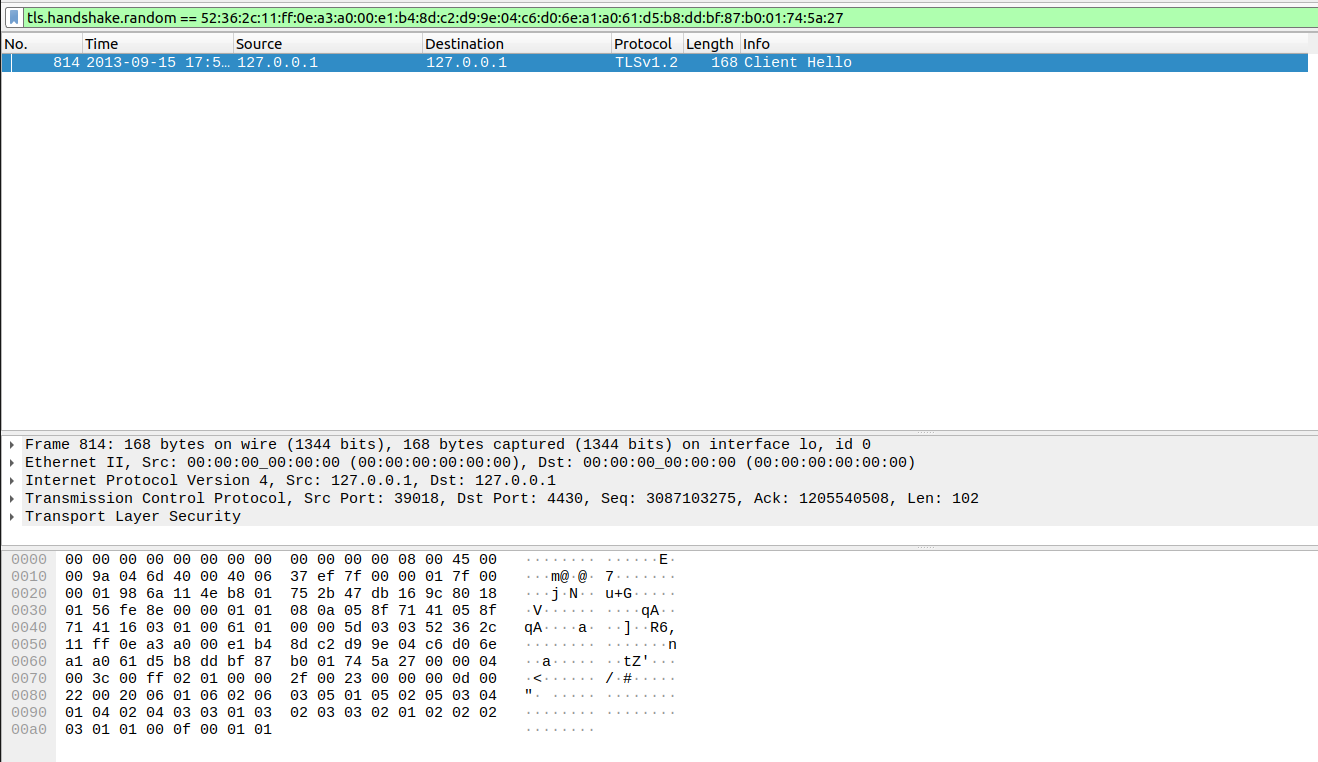 tls.handshake.random == 52:36:2c:11:ff:0e:a3:a0:00:e1:b4:8d:c2:d9:9e:04:c6:d0:6e:a1:a0:61:d5:b8:dd:bf:87:b0:01:74:5a:27
No. Time Source Destination Protocol Length Info
814 2013-09-15 17:5… 127.0.0.1 127.0.0.1 TLSv1.2 168 Client Hello
Frame 814: 168 bytes on wire (1344 bits), 168 bytes captured (1344 bits) on interface lo, id 0
Ethernet II, Src: 00:00:00_00:00:00 (00:00:00:00:00:00), Dst: 00:00:00_00:00:00 (00:00:00:00:00:00)
Internet Protocol Version 4, Src: 127.0.0.1, Dst: 127.0.0.1
Transmission Control Protocol, Src Port: 39018, Dst Port: 4430, Seq: 3087103275, Ack: 1205540508, Len: 102
Transport Layer Security
0000 00 00 00 00 00 00 00 00 00 00 00 00 08 00 45 00 ········ ······E·
0010 00 9a 04 6d 40 00 40 06 37 ef 7f 00 00 01 7f 00 ···m@·@· 7·······
0020 00 01 98 6a 11 4e b8 01 75 2b 47 db 16 9c 80 18 ···j·N·· u+G·····
0030 01 56 fe 8e 00 00 01 01 08 0a 05 8f 71 41 05 8f ·V······ ····qA··
0040 71 41 16 03 01 00 61 01 00 00 5d 03 03 52 36 2c qA····a· ··]··R6,
0050 11 ff 0e a3 a0 00 e1 b4 8d c2 d9 9e 04 c6 d0 6e ········ ·······n
0060 a1 a0 61 d5 b8 dd bf 87 b0 01 74 5a 27 00 00 04 ··a····· ··tZ'···
0070 00 3c 00 ff 02 01 00 00 2f 00 23 00 00 00 0d 00 ·<······ /·#·····
0080 22 00 20 06 01 06 02 06 03 05 01 05 02 05 03 04 "· ····· ········
0090 01 04 02 04 03 03 01 03 02 03 03 02 01 02 02 02 ········ ········
00a0 03 01 01 00 0f 00 01 01 ········